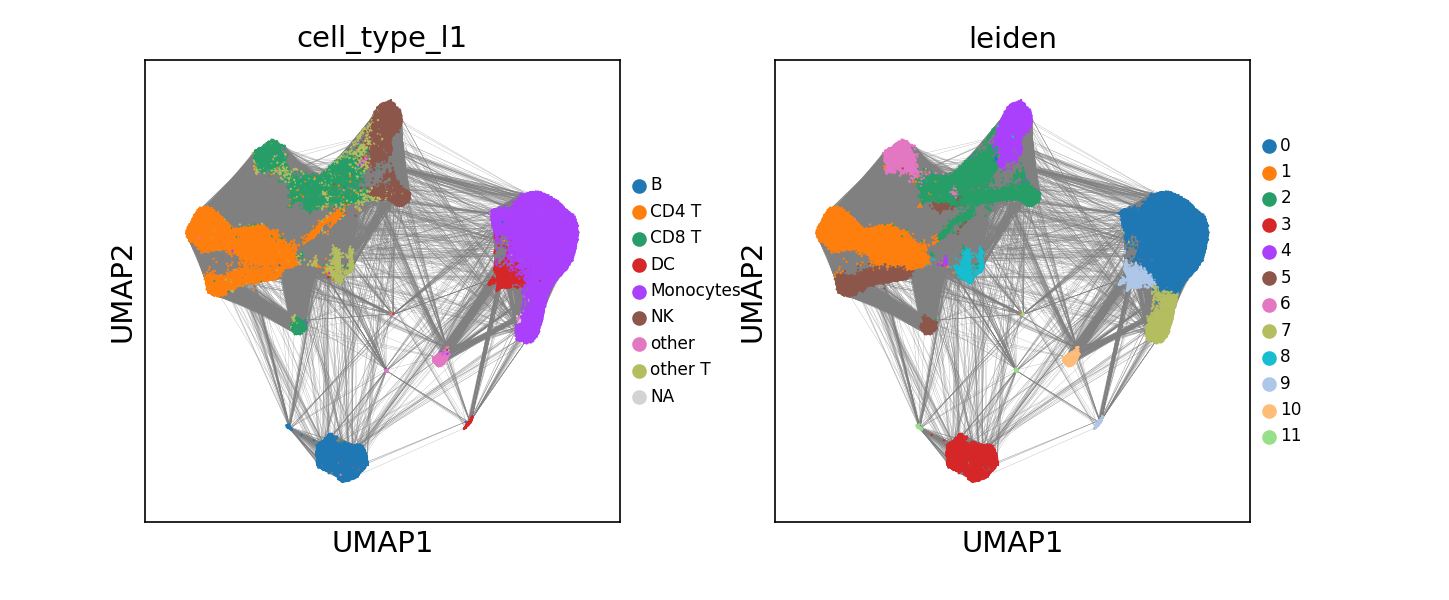 cell_type_l1
UMAP2
UMAP1
B
CD4 T
CD8 T
DC
Monocytes
NK
other
other T
NA
leiden
UMAP2
UMAP1
0
1
2
3
4
5
6
7
8
9
10
11